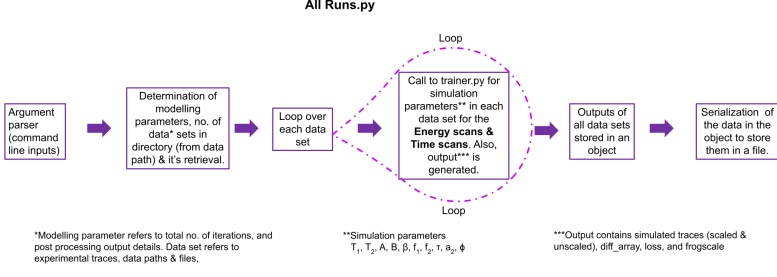 All Runs.py
Loop
Argument
parser
(command
line inputs)
Determination of
modelling
parameters, no. of
data* sets in
directory (from data
path) & it's retrieval.
Loop over
each data
set
Call to trainer.py for
simulation
parameters** in each
data set for the
Energy scans &
Time scans. Also,
output*** is
generated.
Outputs of
all data sets
stored in an
object
Serialization of
the data in the
object to store
them in a file.
Loop
*Modelling parameter refers to total no. of iterations, and
post processing output details. Data set refers to
experimental traces, data paths & files,
**Simulation parameters
T₁, T₂, A, B, β, f₁, f₂, τ, a₂, ϕ
***Output contains simulated traces (scaled &
unscaled), diff_array, loss, and frogscale